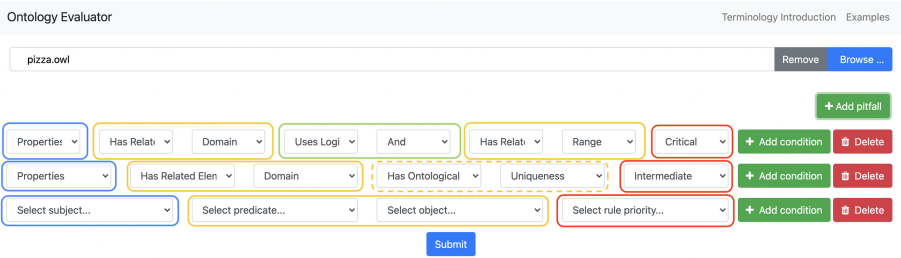 Ontology Evaluator Terminology Introduction Examples
pizza.owl Remove Browse ...
+ Add pitfall
Properties Has Relat Domain Uses Logi And Has Relat Range Critical + Add condition Delete
Properties Has Related Elen Domain Has Ontological Uniqueness Intermediate + Add condition Delete
Select subject... Select predicate... Select object... Select rule priority... + Add condition Delete
Submit